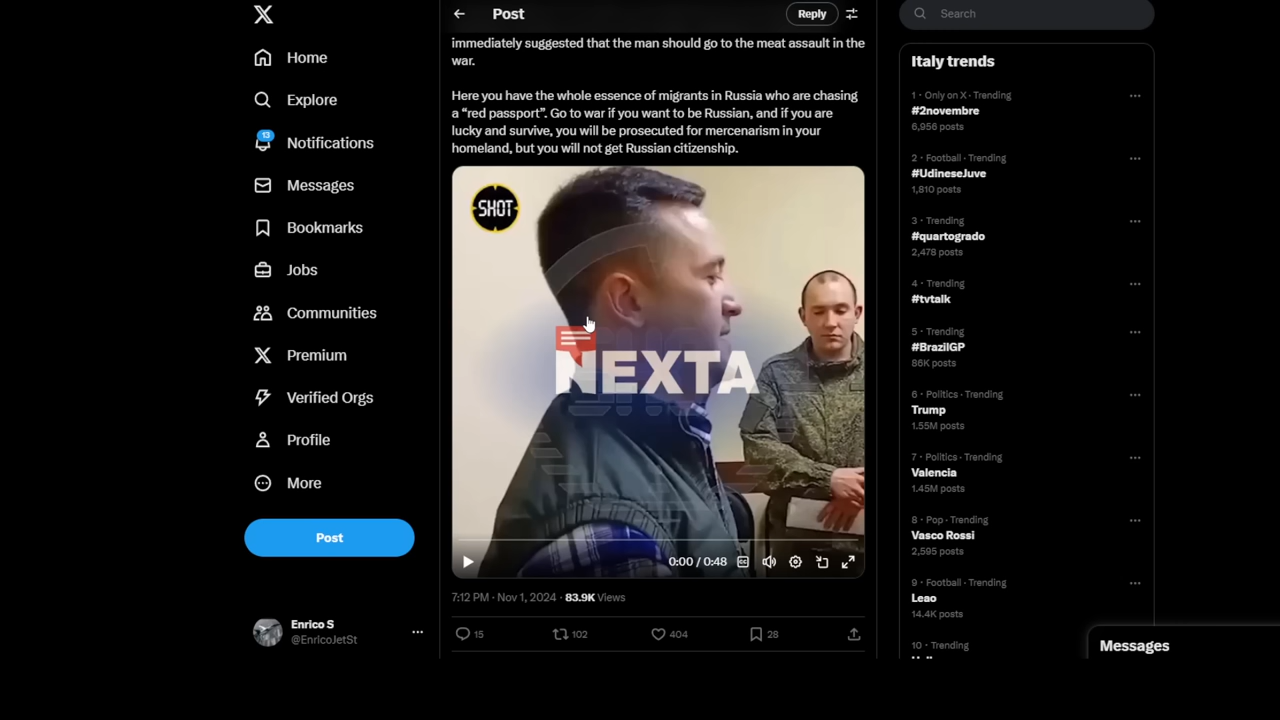 Post
Reply
Search
Home
Explore
13
Notifications
Messages
Bookmarks
Jobs
Communities
Premium
Verified Orgs
Profile
More
Post
Enrico S
@EnricoJetSt
immediately suggested that the man should go to the meat assault in the
war.
Here you have the whole essence of migrants in Russia who are chasing
a “red passport”. Go to war if you want to be Russian, and if you are
lucky and survive, you will be prosecuted for mercenarism in your
homeland, but you will not get Russian citizenship.
SHOT
NEXTA
0:00 / 0:48
7:12 PM · Nov 1, 2024 · 83.9K Views
15 102 404 28
Italy trends
1 · Only on X · Trending
#2novembre
6,956 posts
2 · Football · Trending
#UdineseJuve
1,810 posts
3 · Trending
#quartogrado
2,478 posts
4 · Trending
#tvtalk
5 · Trending
#BrazilGP
86K posts
6 · Politics · Trending
Trump
1.55M posts
7 · Politics · Trending
Valencia
1.45M posts
8 · Pop · Trending
Vasco Rossi
2,595 posts
9 · Football · Trending
Leao
14.4K posts
10 · Trending
Messages